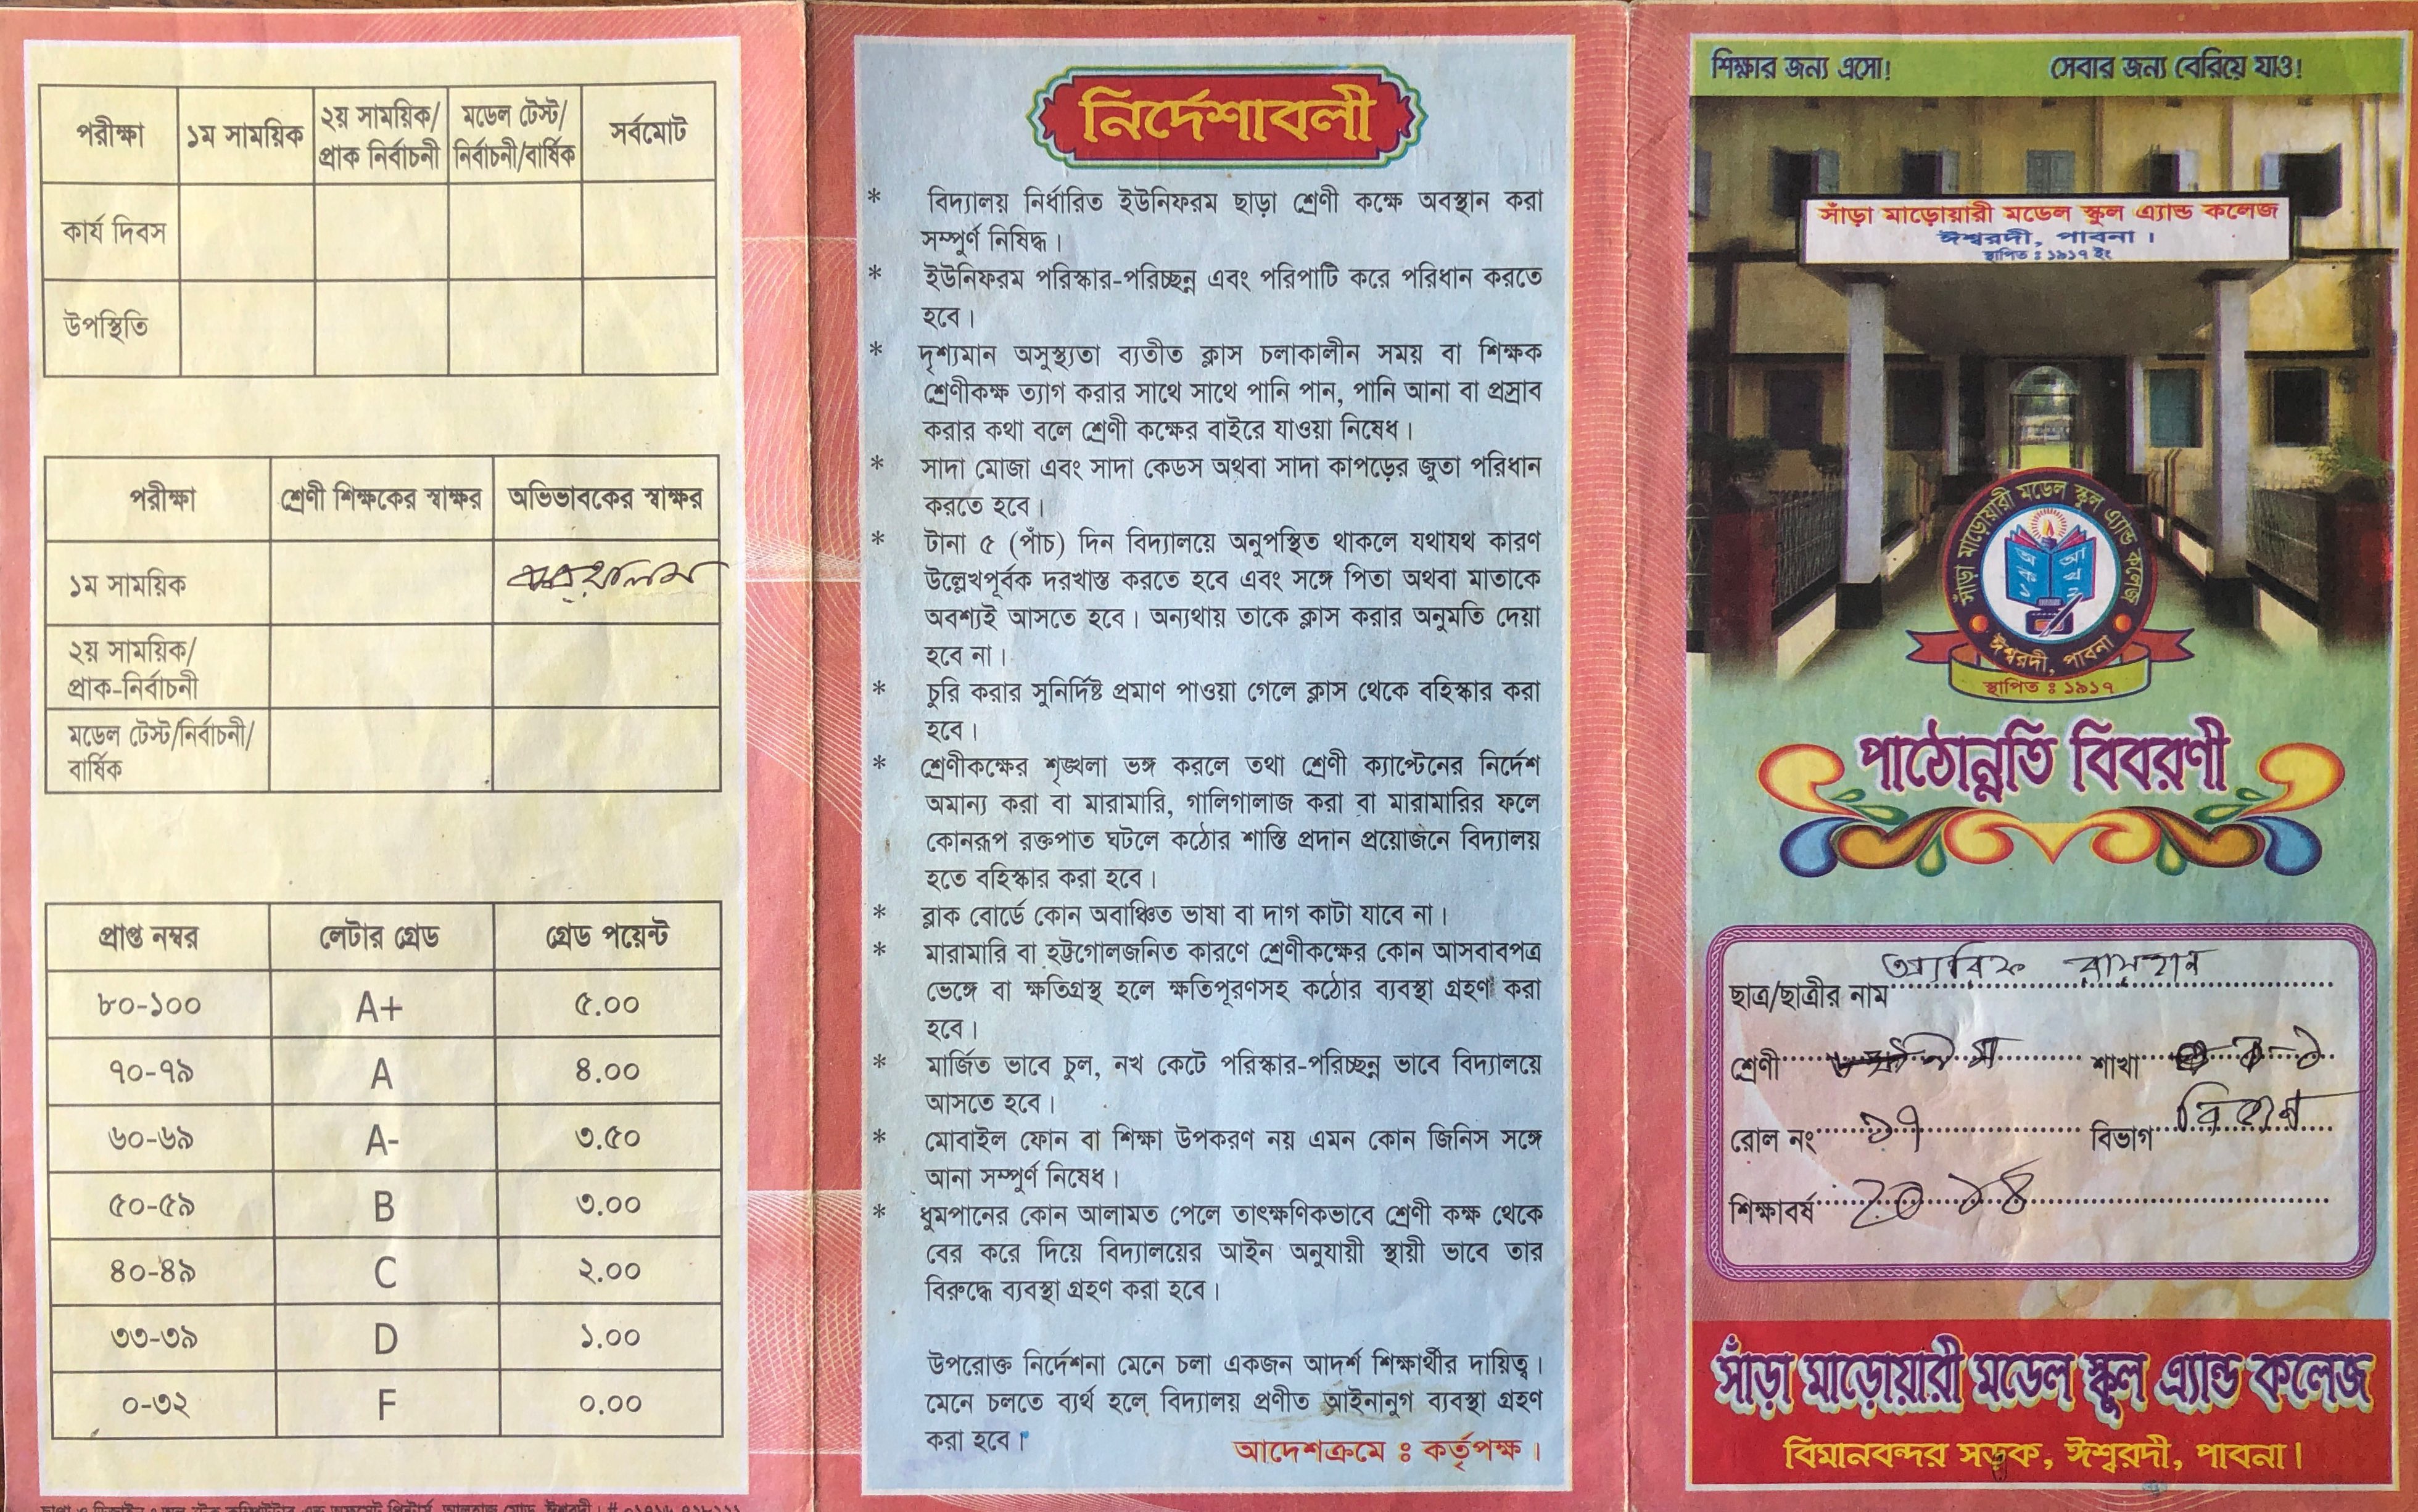 পরীক্ষা ১ম সাময়িক ২য় সাময়িক/ প্রাক নির্বাচনী মডেল টেস্ট/ নির্বাচনী/বার্ষিক সর্বমোট
কার্য দিবস
উপস্থিতি
পরীক্ষা শ্রেণী শিক্ষকের স্বাক্ষর অভিভাবকের স্বাক্ষর
১ম সাময়িক
২য় সাময়িক/
প্রাক-নির্বাচনী
মডেল টেস্ট/নির্বাচনী/
বার্ষিক
প্রাপ্ত নম্বর লেটার গ্রেড গ্রেড পয়েন্ট
৮০-১০০ A+ ৫.০০
৭০-৭৯ A ৪.০০
৬০-৬৯ A- ৩.৫০
৫০-৫৯ B ৩.০০
৪০-৪৯ C ২.০০
৩৩-৩৯ D ১.০০
০-৩২ F ০.০০
নির্দেশাবলী
* বিদ্যালয় নির্ধারিত ইউনিফরম ছাড়া শ্রেণী কক্ষে অবস্থান করা
সম্পুর্ণ নিষিদ্ধ।
* ইউনিফরম পরিস্কার-পরিচ্ছন্ন এবং পরিপাটি করে পরিধান করতে
হবে।
* দৃশ্যমান অসুস্থ্যতা ব্যতীত ক্লাস চলাকালীন সময় বা শিক্ষক
শ্রেণীকক্ষ ত্যাগ করার সাথে সাথে পানি পান, পানি আনা বা প্রস্রাব
করার কথা বলে শ্রেণী কক্ষের বাইরে যাওয়া নিষেধ।
* সাদা মোজা এবং সাদা কেডস অথবা সাদা কাপড়ের জুতা পরিধান
করতে হবে।
* টানা ৫ (পাঁচ) দিন বিদ্যালয়ে অনুপস্থিত থাকলে যথাযথ কারণ
উল্লেখপূর্বক দরখাস্ত করতে হবে এবং সঙ্গে পিতা অথবা মাতাকে
অবশ্যই আসতে হবে। অন্যথায় তাকে ক্লাস করার অনুমতি দেয়া
হবে না।
* চুরি করার সুনির্দিষ্ট প্রমাণ পাওয়া গেলে ক্লাস থেকে বহিস্কার করা
হবে।
* শ্রেণীকক্ষের শৃঙ্খলা ভঙ্গ করলে তথা শ্রেণী ক্যাপ্টেনের নির্দেশ
অমান্য করা বা মারামারি, গালিগালাজ করা বা মারামারির ফলে
কোনরূপ রক্তপাত ঘটলে কঠোর শাস্তি প্রদান প্রয়োজনে বিদ্যালয়
হতে বহিস্কার করা হবে।
* ব্লাক বোর্ডে কোন অবাঞ্চিত ভাষা বা দাগ কাটা যাবে না।
* মারামারি বা হট্টগোলজনিত কারণে শ্রেণীকক্ষের কোন আসবাবপত্র
ভেঙ্গে বা ক্ষতিগ্রস্থ হলে ক্ষতিপূরণসহ কঠোর ব্যবস্থা গ্রহণ করা
হবে।
* মার্জিত ভাবে চুল, নখ কেটে পরিস্কার-পরিচ্ছন্ন ভাবে বিদ্যালয়ে
আসতে হবে।
* মোবাইল ফোন বা শিক্ষা উপকরণ নয় এমন কোন জিনিস সঙ্গে
আনা সম্পুর্ণ নিষেধ।
* ধুমপানের কোন আলামত পেলে তাৎক্ষণিকভাবে শ্রেণী কক্ষ থেকে
বের করে দিয়ে বিদ্যালয়ের আইন অনুযায়ী স্থায়ী ভাবে তার
বিরুদ্ধে ব্যবস্থা গ্রহণ করা হবে।
উপরোক্ত নির্দেশনা মেনে চলা একজন আদর্শ শিক্ষার্থীর দায়িত্ব।
মেনে চলতে ব্যর্থ হলে বিদ্যালয় প্রণীত আইনানুগ ব্যবস্থা গ্রহণ
করা হবে।
আদেশক্রমে ঃ কর্তৃপক্ষ।
শিক্ষার জন্য এসো! সেবার জন্য বেরিয়ে যাও!
সাঁড়া মাড়োয়ারী মডেল স্কুল এ্যান্ড কলেজ
ঈশ্বরদী, পাবনা।
স্থাপিত ঃ ১৯১৭ ইং
সাঁড়া মাড়োয়ারী মডেল স্কুল এ্যান্ড কলেজ
ঈশ্বরদী, পাবনা
স্থাপিত ঃ ১৯১৭
পাঠোন্নতি বিবরণী
ছাত্র/ছাত্রীর নাম
শ্রেণী শাখা
রোল নং ১৭ বিভাগ
শিক্ষাবর্ষ ২০১৪
সাঁড়া মাড়োয়ারী মডেল স্কুল এ্যান্ড কলেজ
বিমানবন্দর সড়ক, ঈশ্বরদী, পাবনা।